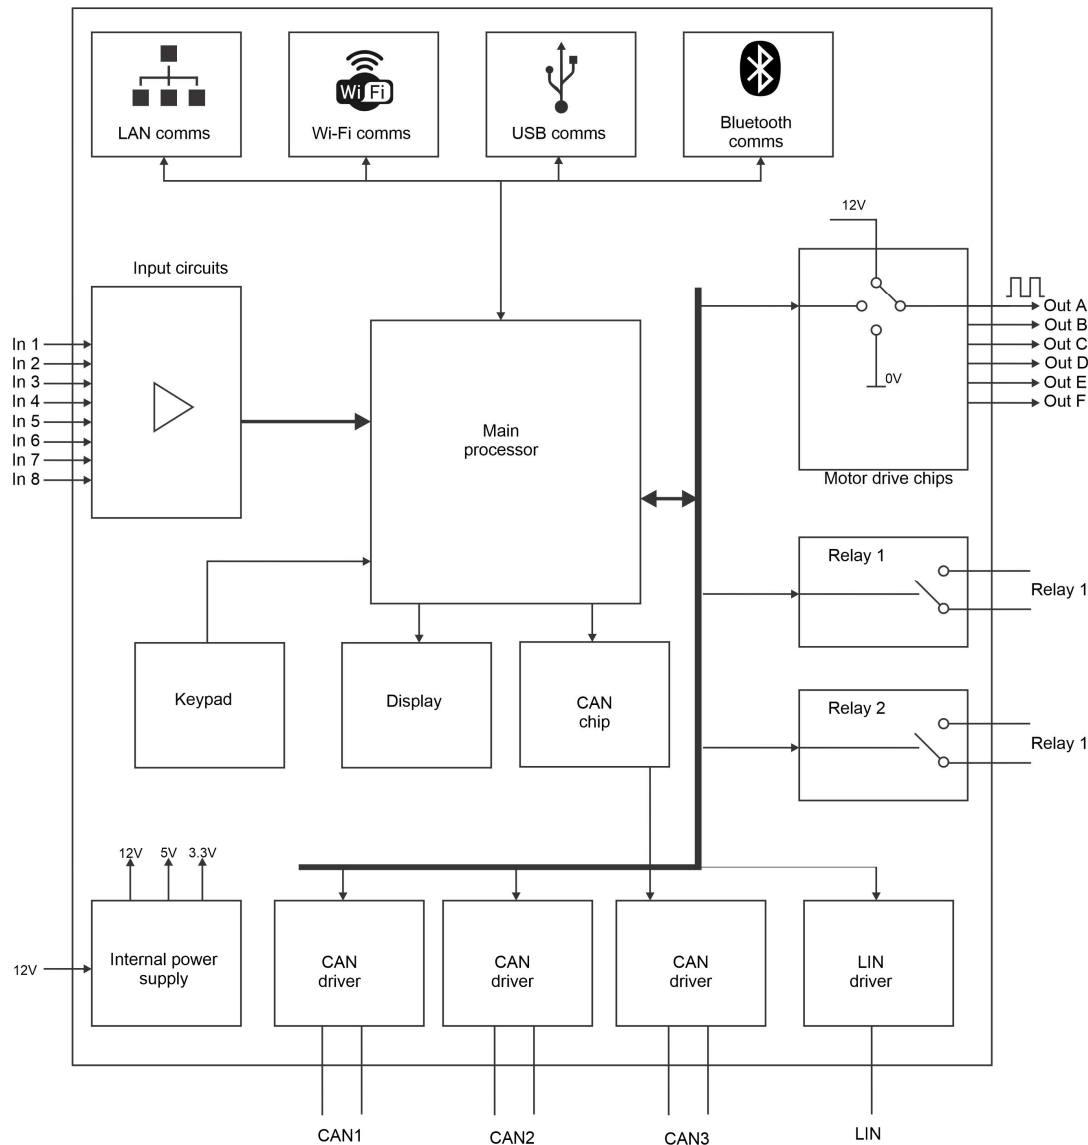 Wi Fi
LAN comms
Wi-Fi comms
USB comms
Bluetooth
comms
12V
Input circuits
In 1
In 2
In 3
In 4
In 5
In 6
In 7
In 8
Main
processor
0V
Out A
Out B
Out C
Out D
Out E
Out F
Motor drive chips
Relay 1
Relay 1
Keypad
Display
CAN
chip
Relay 2
Relay 1
12V
5V
3.3V
12V
Internal power
supply
CAN
driver
CAN
driver
CAN
driver
LIN
driver
CAN1
CAN2
CAN3
LIN